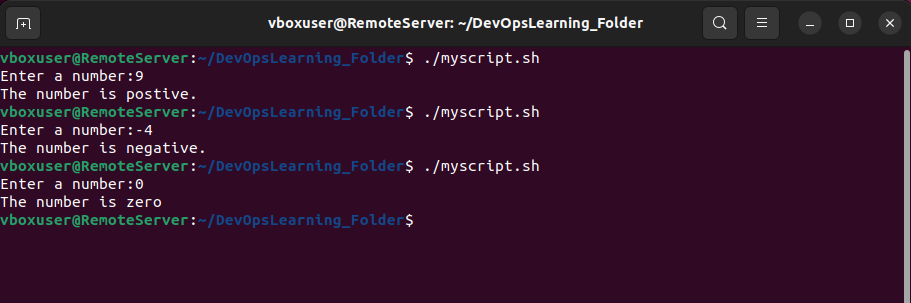 vboxuser@RemoteServer: ~/DevOpsLearning_Folder
vboxuser@RemoteServer:~/DevOpsLearning_Folder$ ./myscript.sh
Enter a number:9
The number is postive.
vboxuser@RemoteServer:~/DevOpsLearning_Folder$ ./myscript.sh
Enter a number:-4
The number is negative.
vboxuser@RemoteServer:~/DevOpsLearning_Folder$ ./myscript.sh
Enter a number:0
The number is zero
vboxuser@RemoteServer:~/DevOpsLearning_Folder$